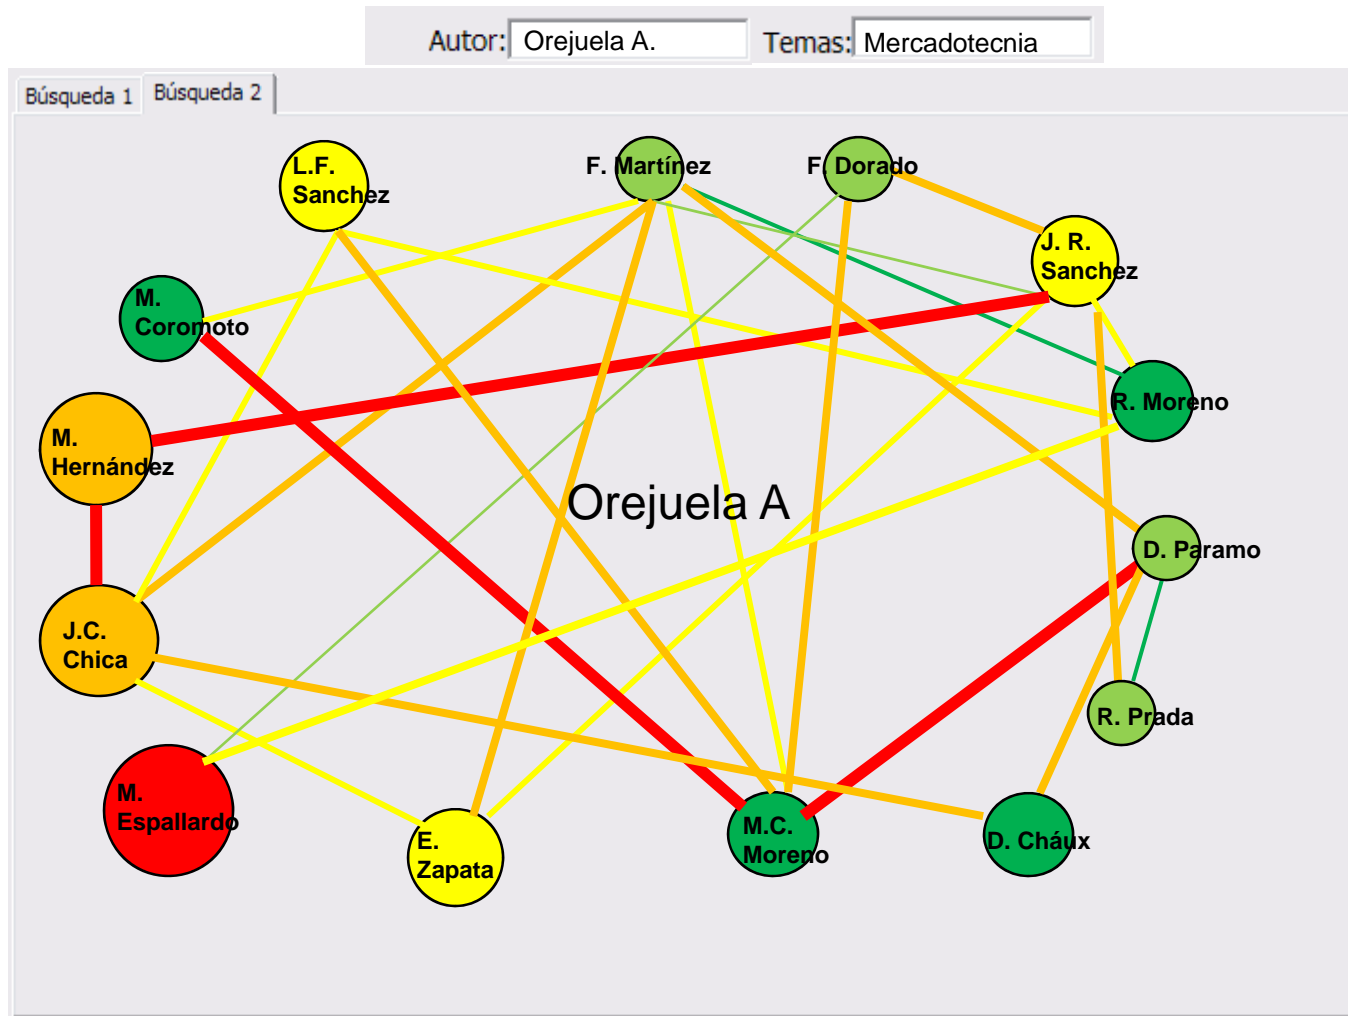 Autor: Orejuela A. Temas: Mercadotecnia
Búsqueda 1 Búsqueda 2
L.F.
Sanchez
F. Martínez
F. Dorado
J. R.
Sanchez
M.
Coromoto
R. Moreno
M.
Hernández
Orejuela A
D. Paramo
J.C.
Chica
R. Prada
M.
Espallardo
E.
Zapata
M.C.
Moreno
D. Cháux